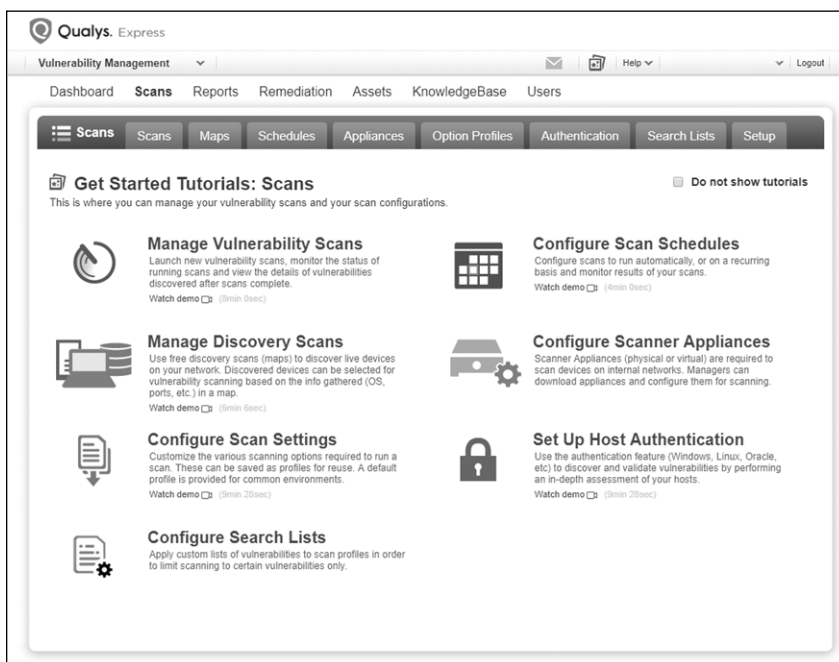 Qualys. Express
Vulnerability Management Help Logout
Dashboard Scans Reports Remediation Assets KnowledgeBase Users
Scans Scans Maps Schedules Appliances Option Profiles Authentication Search Lists Setup
Get Started Tutorials: Scans
Do not show tutorials
This is where you can manage your vulnerability scans and your scan configurations.
Manage Vulnerability Scans
Launch new vulnerability scans, monitor the status of
running scans and view the details of vulnerabilities
discovered after scans complete.
Watch demo (8min 0sec)
Configure Scan Schedules
Configure scans to run automatically, or on a recurring
basis and monitor results of your scans.
Watch demo (4min 0sec)
Manage Discovery Scans
Use free discovery scans (maps) to discover live devices
on your network. Discovered devices can be selected for
vulnerability scanning based on the info gathered (OS,
ports, etc.) in a map.
Watch demo (6min 6sec)
Configure Scanner Appliances
Scanner Appliances (physical or virtual) are required to
scan devices on internal networks. Managers can
download appliances and configure them for scanning.
Configure Scan Settings
Customize the various scanning options required to run a
scan. These can be saved as profiles for reuse. A default
profile is provided for common environments.
Watch demo (9min 28sec)
Set Up Host Authentication
Use the authentication feature (Windows, Linux, Oracle,
etc) to discover and validate vulnerabilities by performing
an in-depth assessment of your hosts.
Watch demo (9min 28sec)
Configure Search Lists
Apply custom lists of vulnerabilities to scan profiles in order
to limit scanning to certain vulnerabilities only.